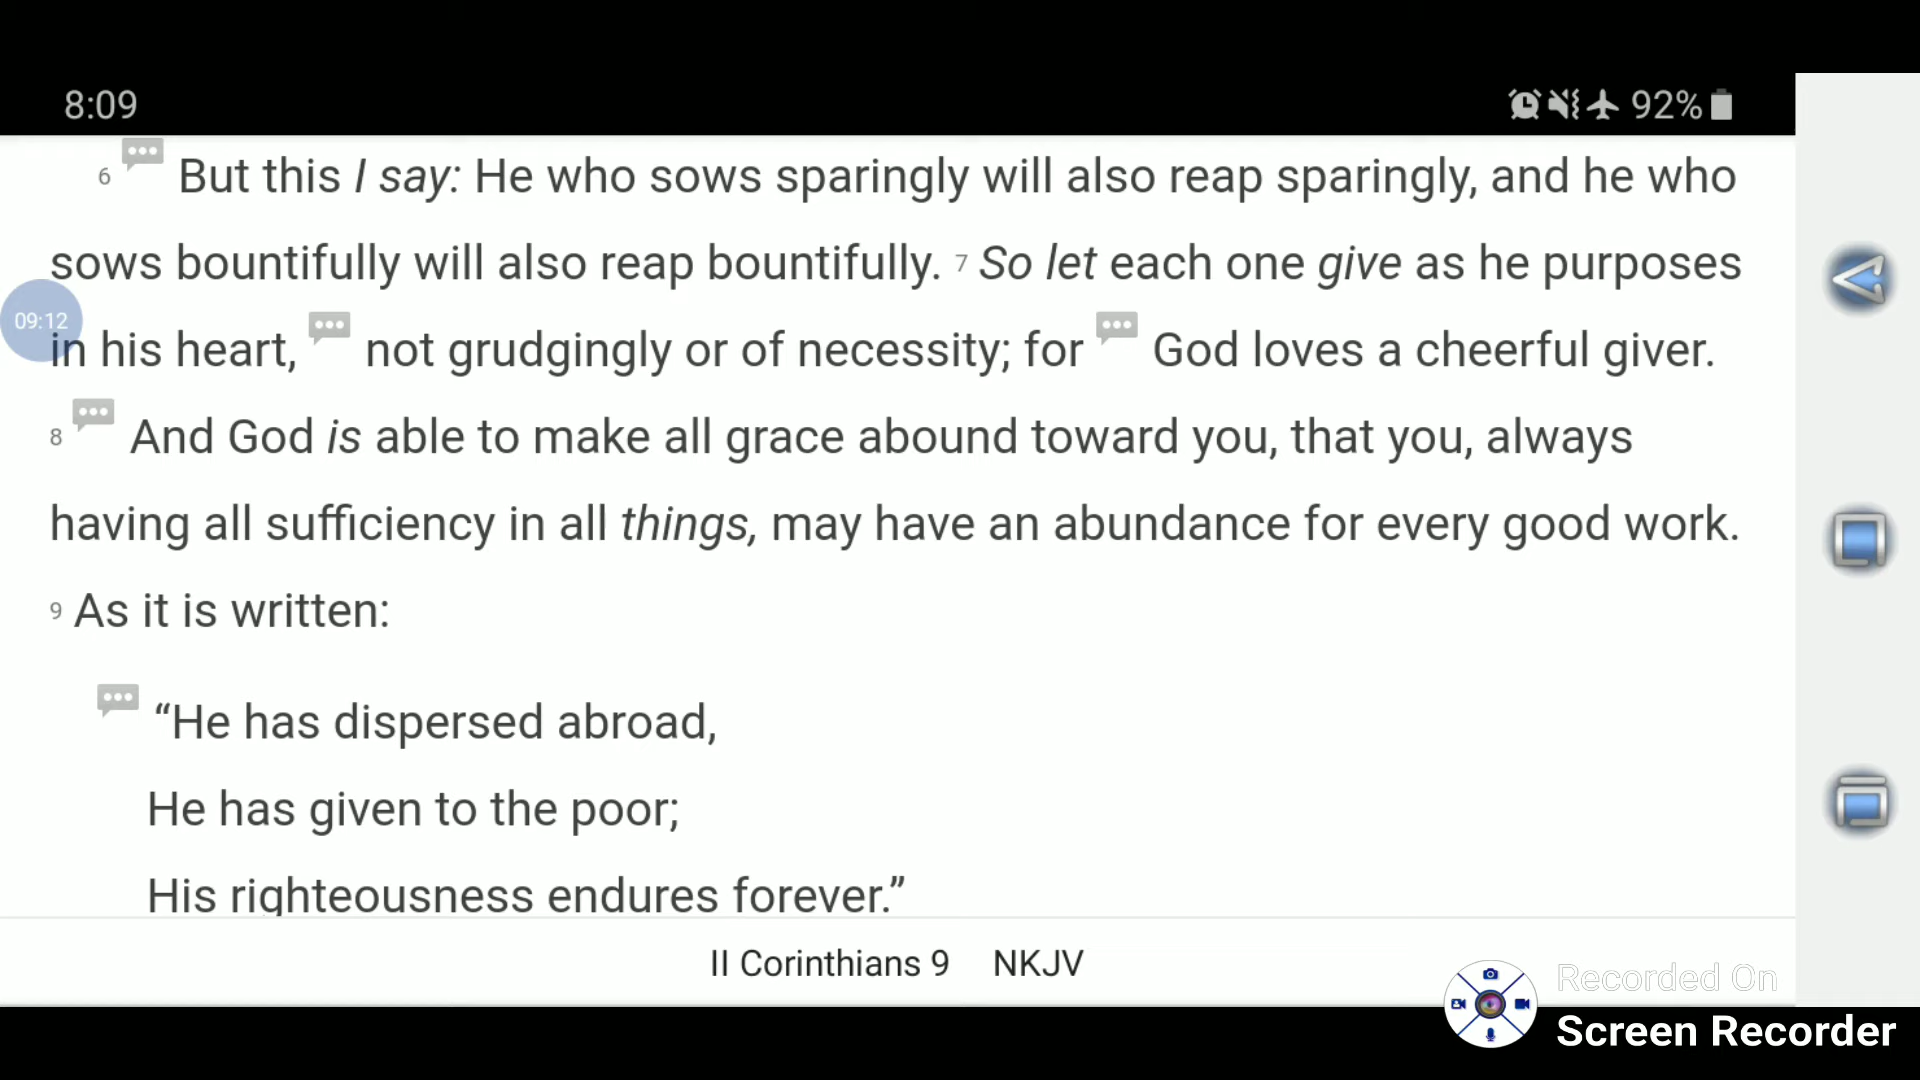 8:09
92%
6 But this I say: He who sows sparingly will also reap sparingly, and he who
sows bountifully will also reap bountifully. 7 So let each one give as he purposes
09:12
in his heart, not grudgingly or of necessity; for God loves a cheerful giver.
8 And God is able to make all grace abound toward you, that you, always
having all sufficiency in all things, may have an abundance for every good work.
9 As it is written:
“He has dispersed abroad,
He has given to the poor;
His righteousness endures forever.”
II Corinthians 9 NKJV
Recorded On
Screen Recorder